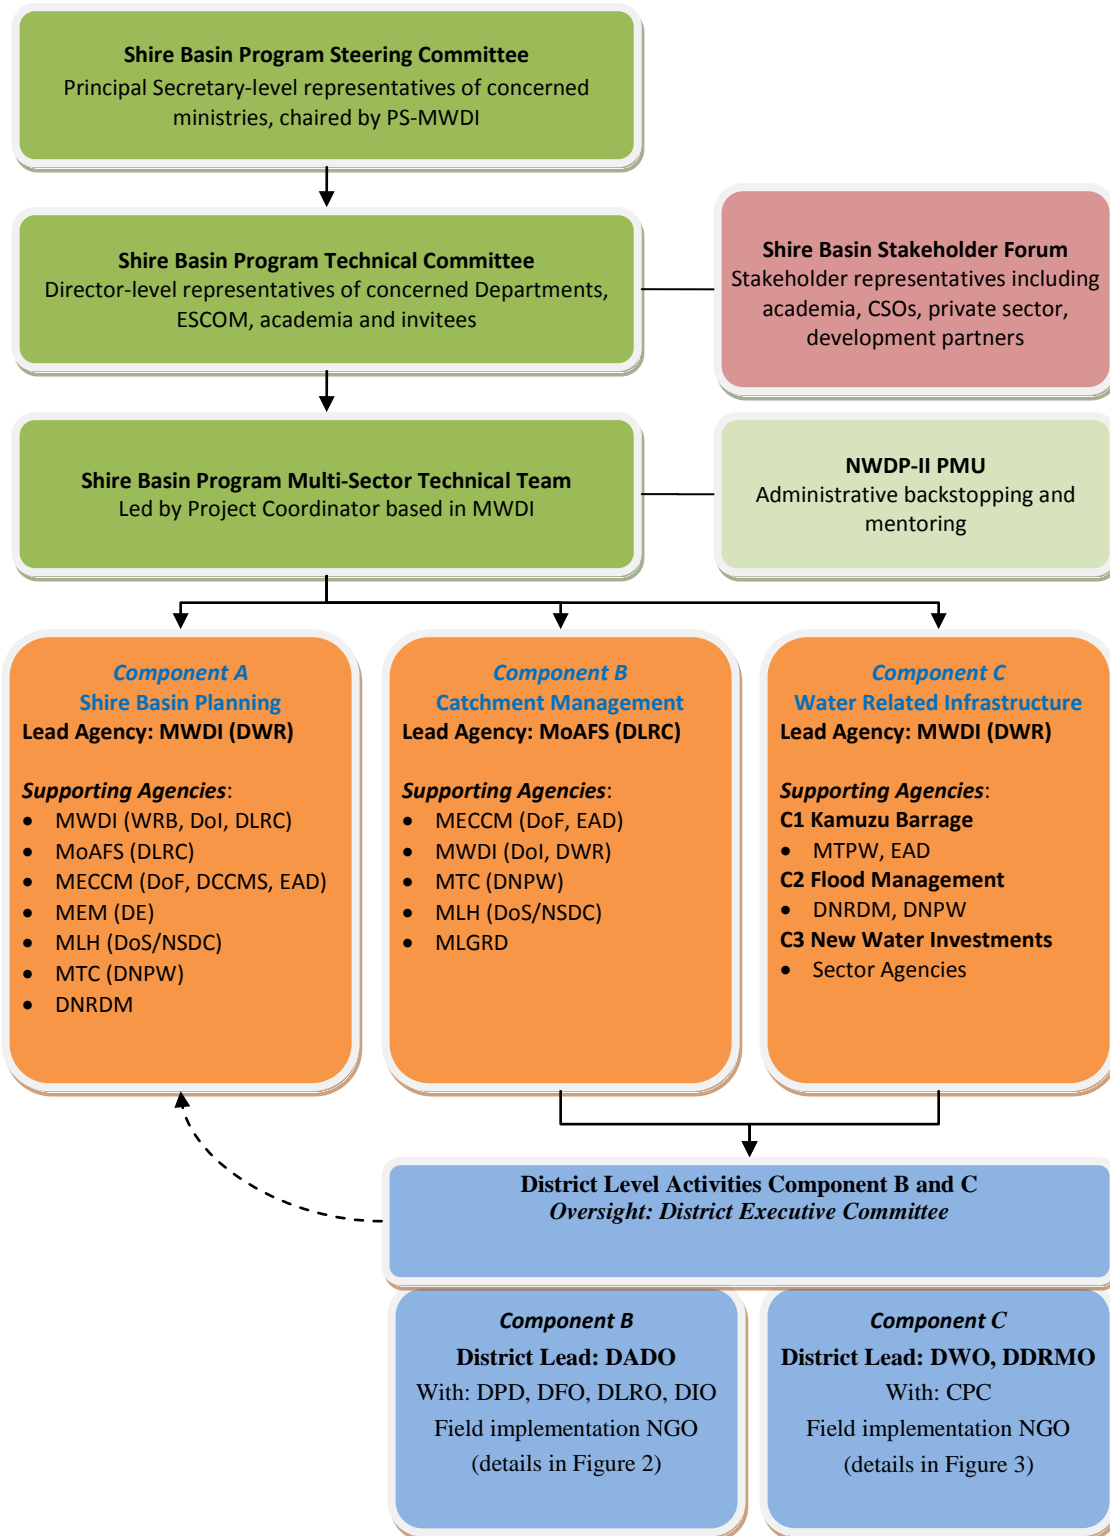 Shire Basin Program Steering Committee
Principal Secretary-level representatives of concerned
ministries, chaired by PS-MWDI
Shire Basin Program Technical Committee
Director-level representatives of concerned Departments,
ESCOM, academia and invitees
Shire Basin Stakeholder Forum
Stakeholder representatives including
academia, CSOs, private sector,
development partners
Shire Basin Program Multi-Sector Technical Team
Led by Project Coordinator based in MWDI
NWDP-II PMU
Administrative backstopping and
mentoring
Component A
Shire Basin Planning
Lead Agency: MWDI (DWR)
Supporting Agencies:
• MWDI (WRB, DoI, DLRC)
• MoAFS (DLRC)
• MECCM (DoF, DCCMS, EAD)
• MEM (DE)
• MLH (DoS/NSDC)
• MTC (DNPW)
• DNRDM
Component B
Catchment Management
Lead Agency: MoAFS (DLRC)
Supporting Agencies:
• MECCM (DoF, EAD)
• MWDI (DoI, DWR)
• MTC (DNPW)
• MLH (DoS/NSDC)
• MLGRD
Component C
Water Related Infrastructure
Lead Agency: MWDI (DWR)
Supporting Agencies:
C1 Kamuzu Barrage
• MTPW, EAD
C2 Flood Management
• DNRDM, DNPW
C3 New Water Investments
• Sector Agencies
District Level Activities Component B and C
Oversight: District Executive Committee
Component B
District Lead: DADO
With: DPD, DFO, DLRO, DIO
Field implementation NGO
(details in Figure 2)
Component C
District Lead: DWO, DDRMO
With: CPC
Field implementation NGO
(details in Figure 3)